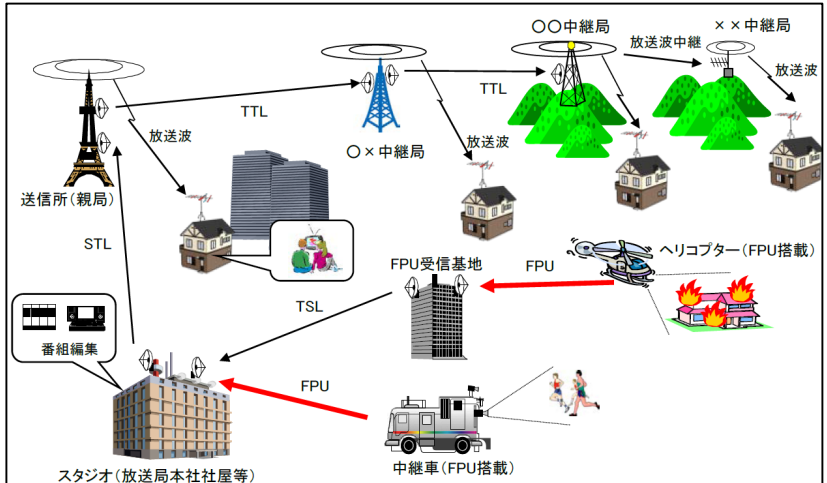 〇〇中継局
××中継局
放送波中継
放送波
TTL
TTL
放送波
放送波
〇×中継局
送信所(親局)
STL
FPU受信基地
FPU
ヘリコプター(FPU搭載)
TSL
番組編集
FPU
スタジオ(放送局本社社屋等)
中継車(FPU搭載)